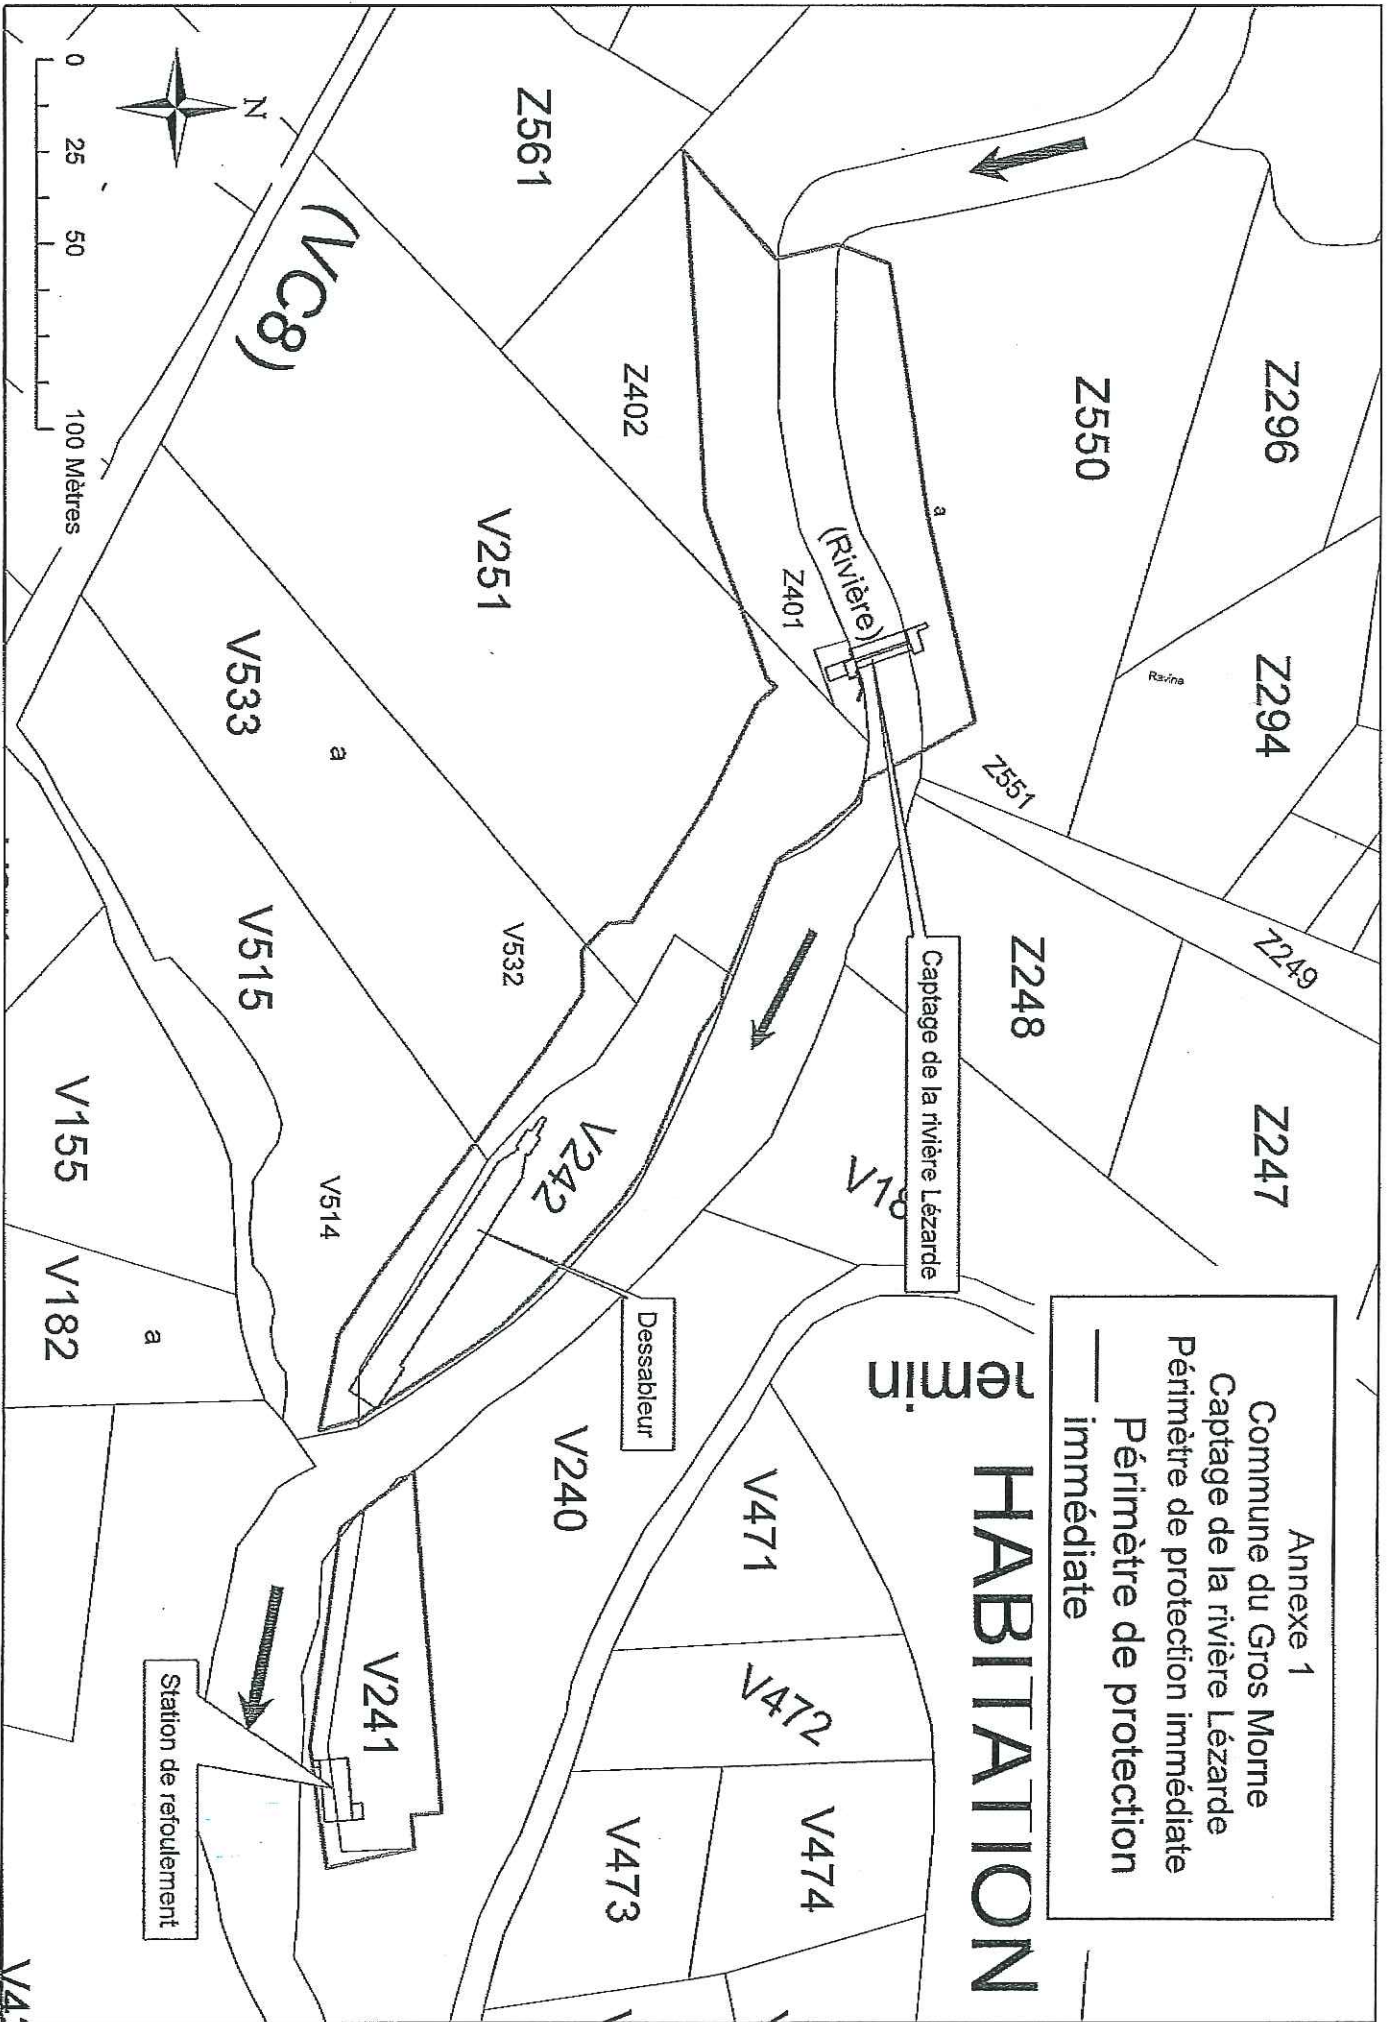 Annexe 1
Commune du Gros Morne
Captage de la rivière Lézarde
Périmètre de protection immédiate
Périmètre de protection
immédiate
HABITATION
emin
Z296
Z294
Z247
Z249
Z550
Z551
Z248
Ravine
a
Captage de la rivière Lézarde
V18
V471
V472
V474
V473
(Rivière)
Z401
Z402
Z561
V251
V532
V242
Dessableur
V240
V241
(VC8)
V533
a
V515
V514
V155
V182
a
Station de refoulement
N
0 25 50 100 Mètres